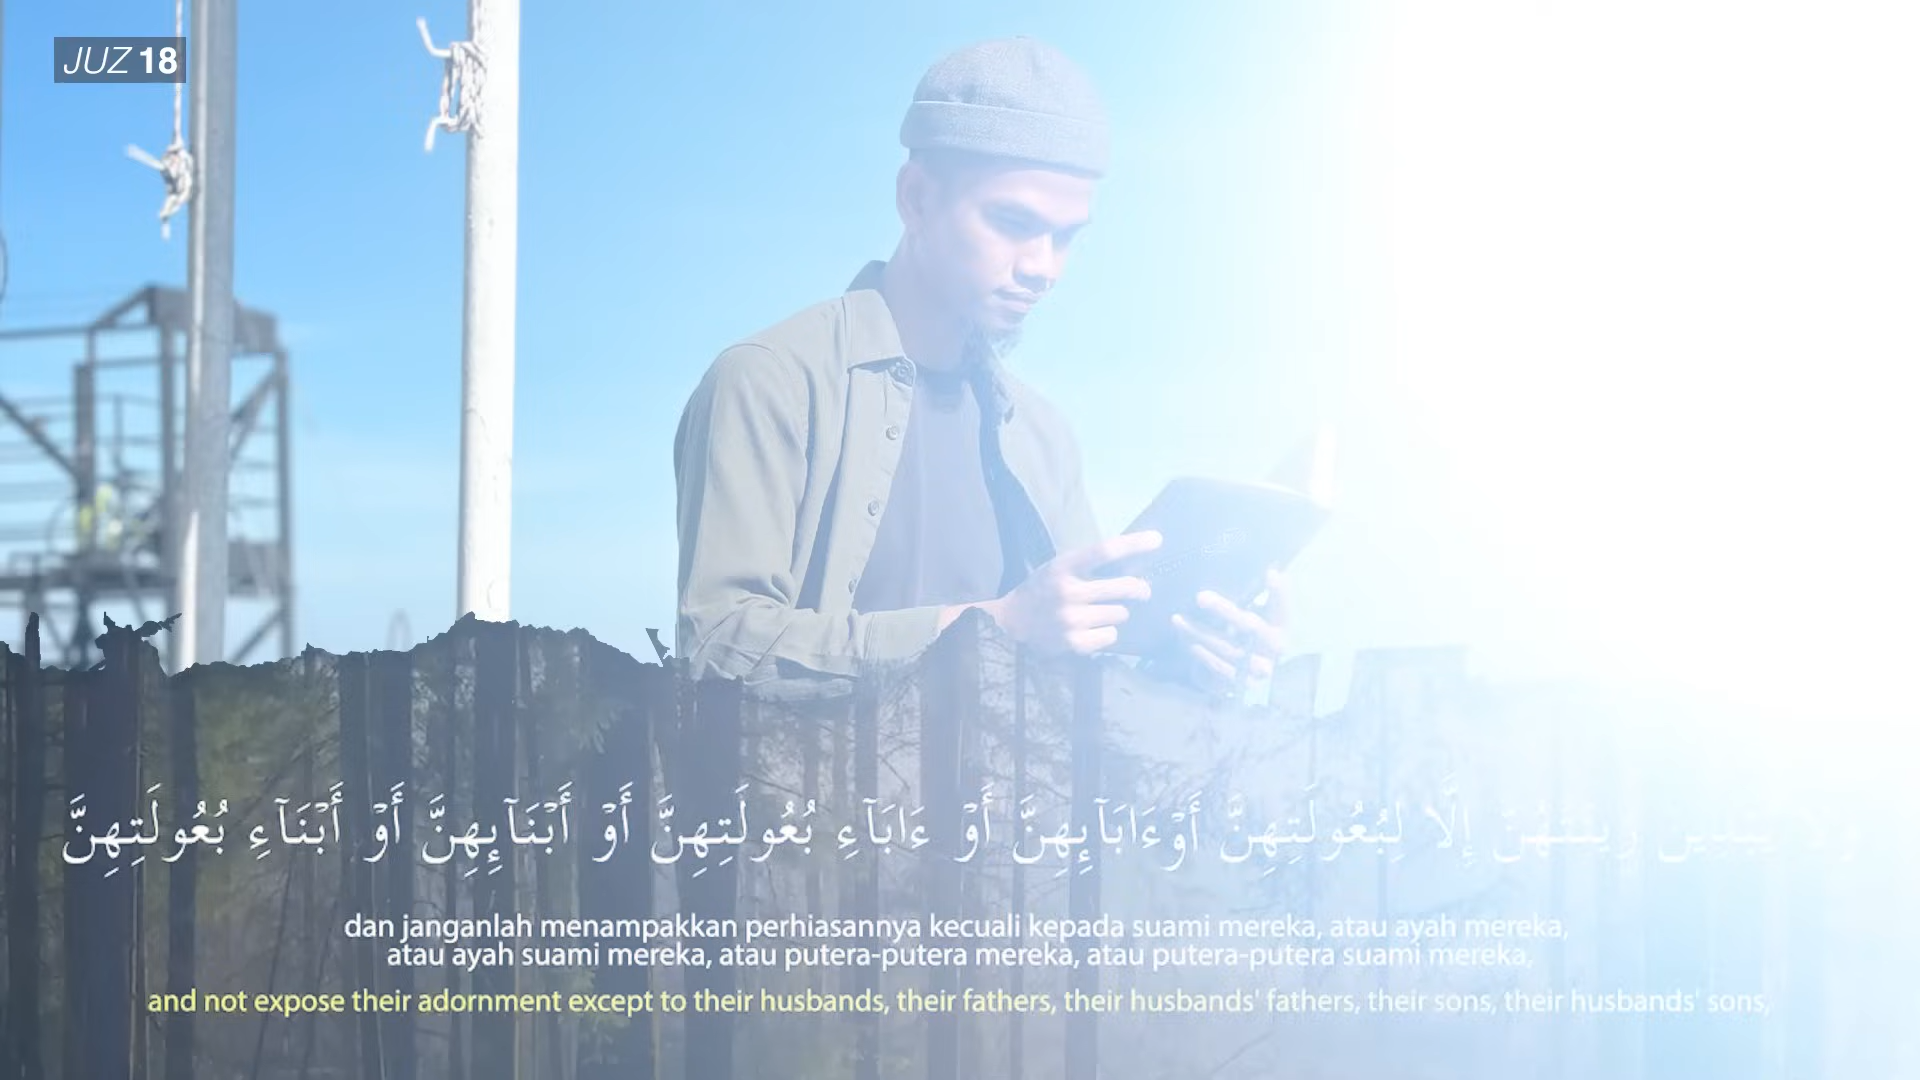 JUZ 18
وَلَا يُبْدِينَ زِينَتَهُنَّ إِلَّا لِبُعُولَتِهِنَّ أَوْ ءَابَآئِهِنَّ أَوْ ءَابَآءِ بُعُولَتِهِنَّ أَوْ أَبْنَآئِهِنَّ أَوْ أَبْنَآءِ بُعُولَتِهِنَّ
dan janganlah menampakkan perhiasannya kecuali kepada suami mereka, atau ayah mereka,
atau ayah suami mereka, atau putera-putera mereka, atau putera-putera suami mereka,
and not expose their adornment except to their husbands, their fathers, their husbands' fathers, their sons, their husbands' sons,